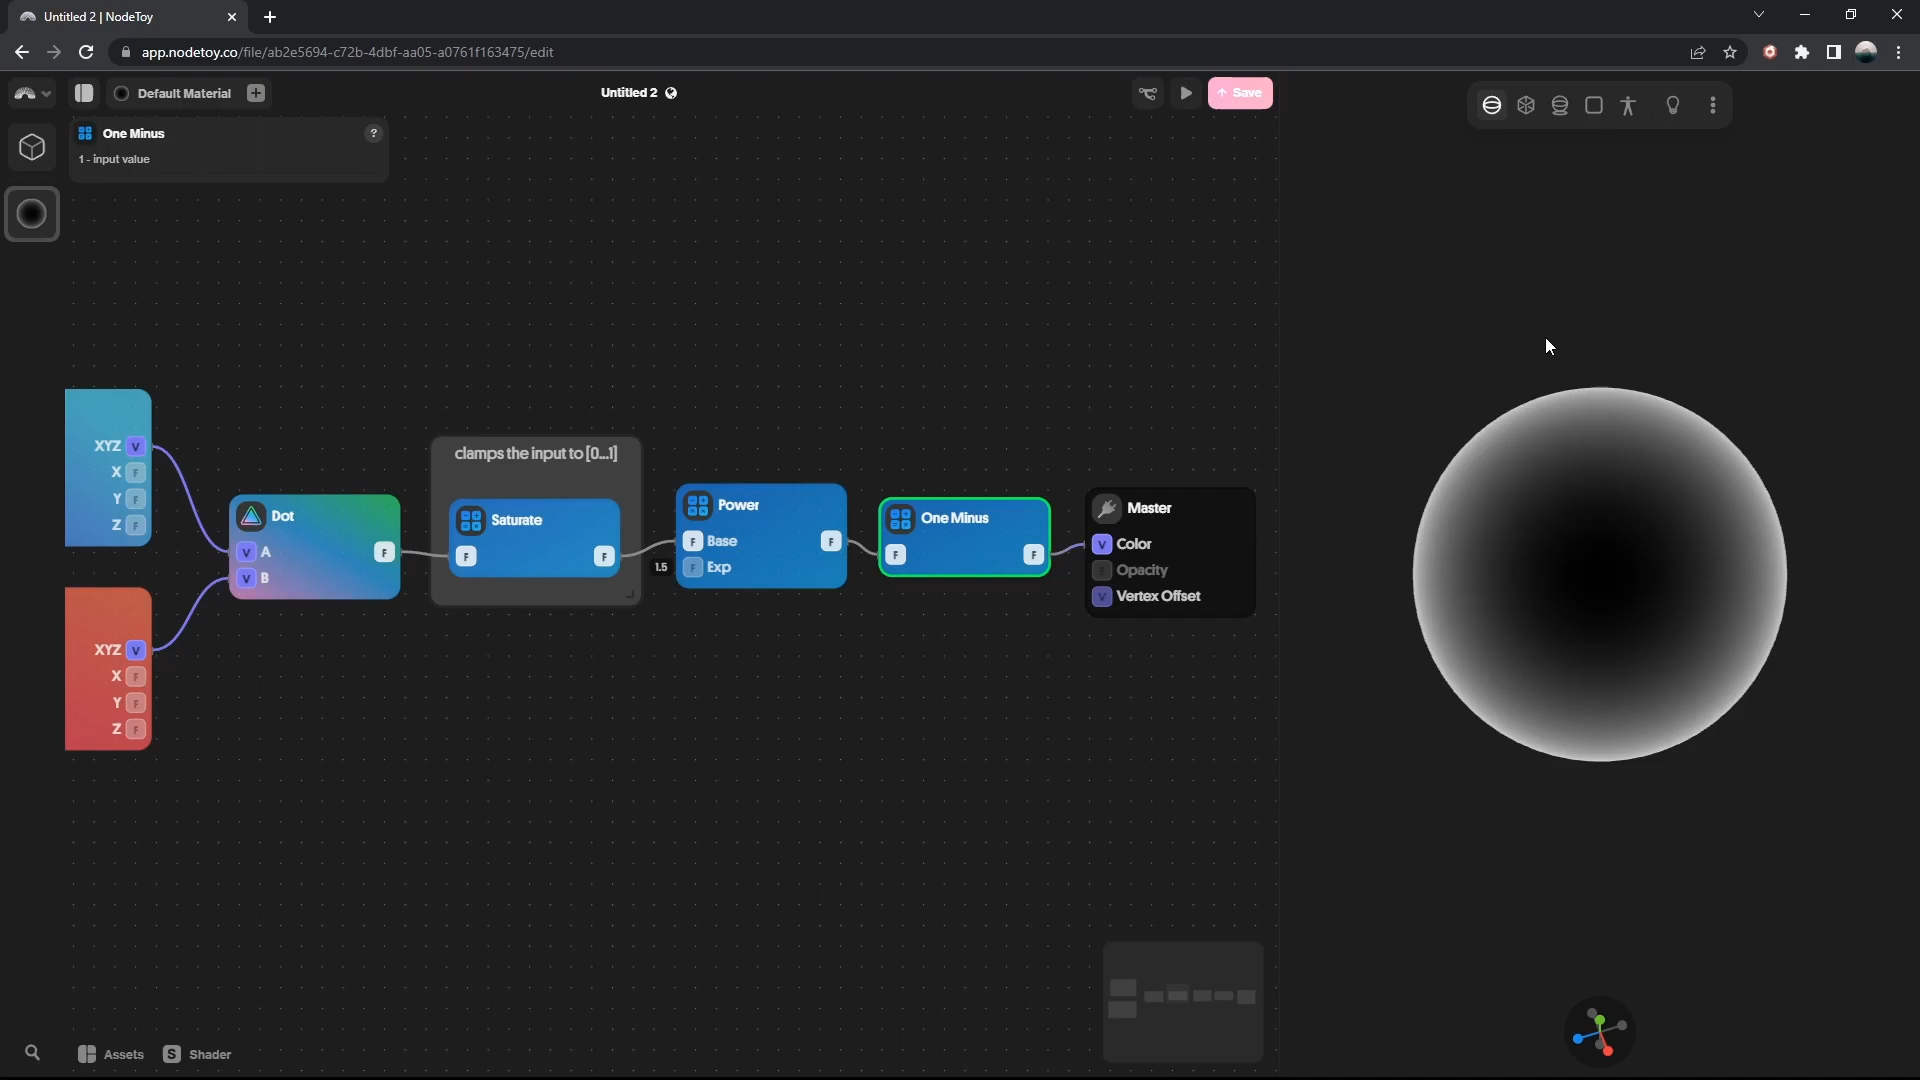 Untitled 2 | NodeToy
app.nodetoy.co/file/ab2e5694-c72b-4dbf-aa05-a0761f163475/edit
Default Material
Untitled 2
Save
One Minus
?
1 - input value
XYZ V
X F
Y F
Z F
XYZ V
X F
Y F
Z F
Dot
V A F
V B
clamps the input to [0...1]
Saturate
F F
Power
F Base F
1.5 F Exp
One Minus
F F
Master
V Color
F Opacity
V Vertex Offset
Assets
S Shader